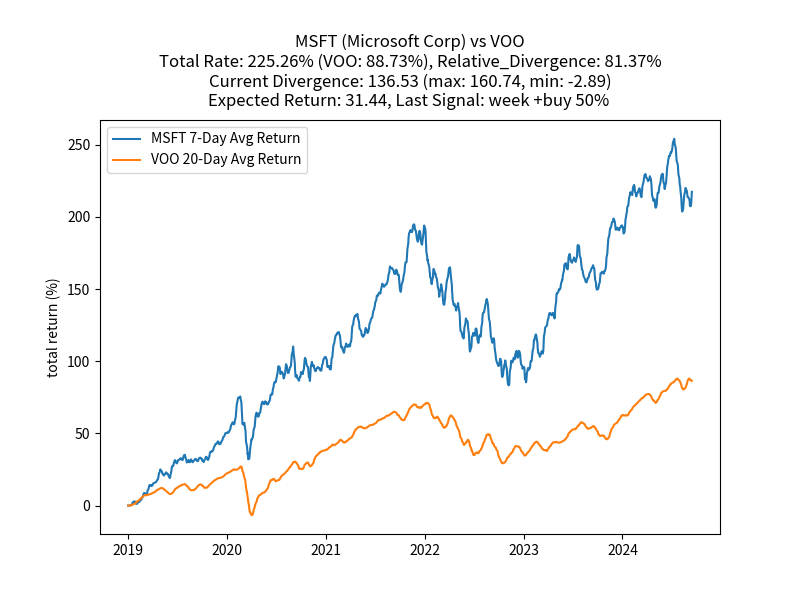 MSFT (Microsoft Corp) vs VOO
Total Rate: 225.26% (VOO: 88.73%), Relative_Divergence: 81.37%
Current Divergence: 136.53 (max: 160.74, min: -2.89)
Expected Return: 31.44, Last Signal: week +buy 50%
MSFT 7-Day Avg Return
VOO 20-Day Avg Return
total return (%)
250
200
150
100
50
0
2019 2020 2021 2022 2023 2024